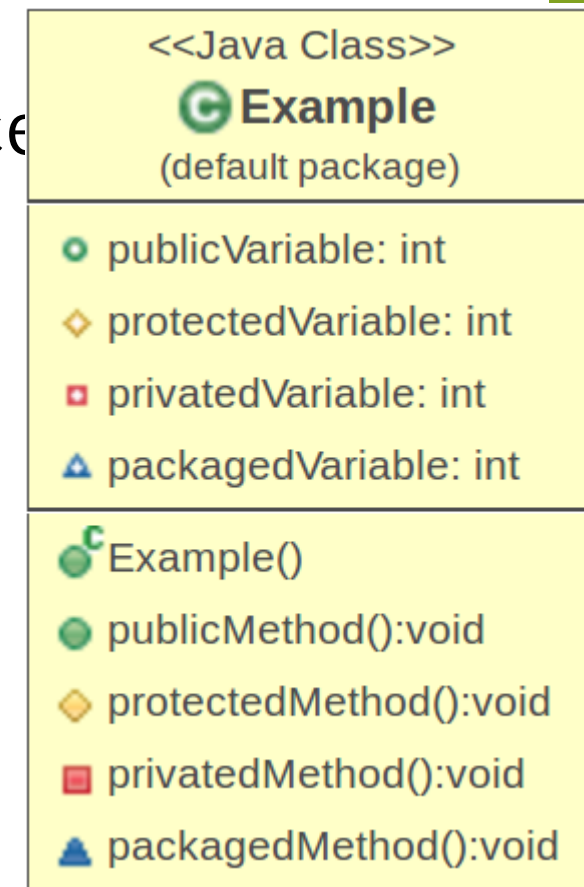 <<Java Class>>
Example
(default package)
publicVariable: int
protectedVariable: int
privatedVariable: int
packagedVariable: int
Example()
publicMethod():void
protectedMethod():void
privatedMethod():void
packagedMethod():void